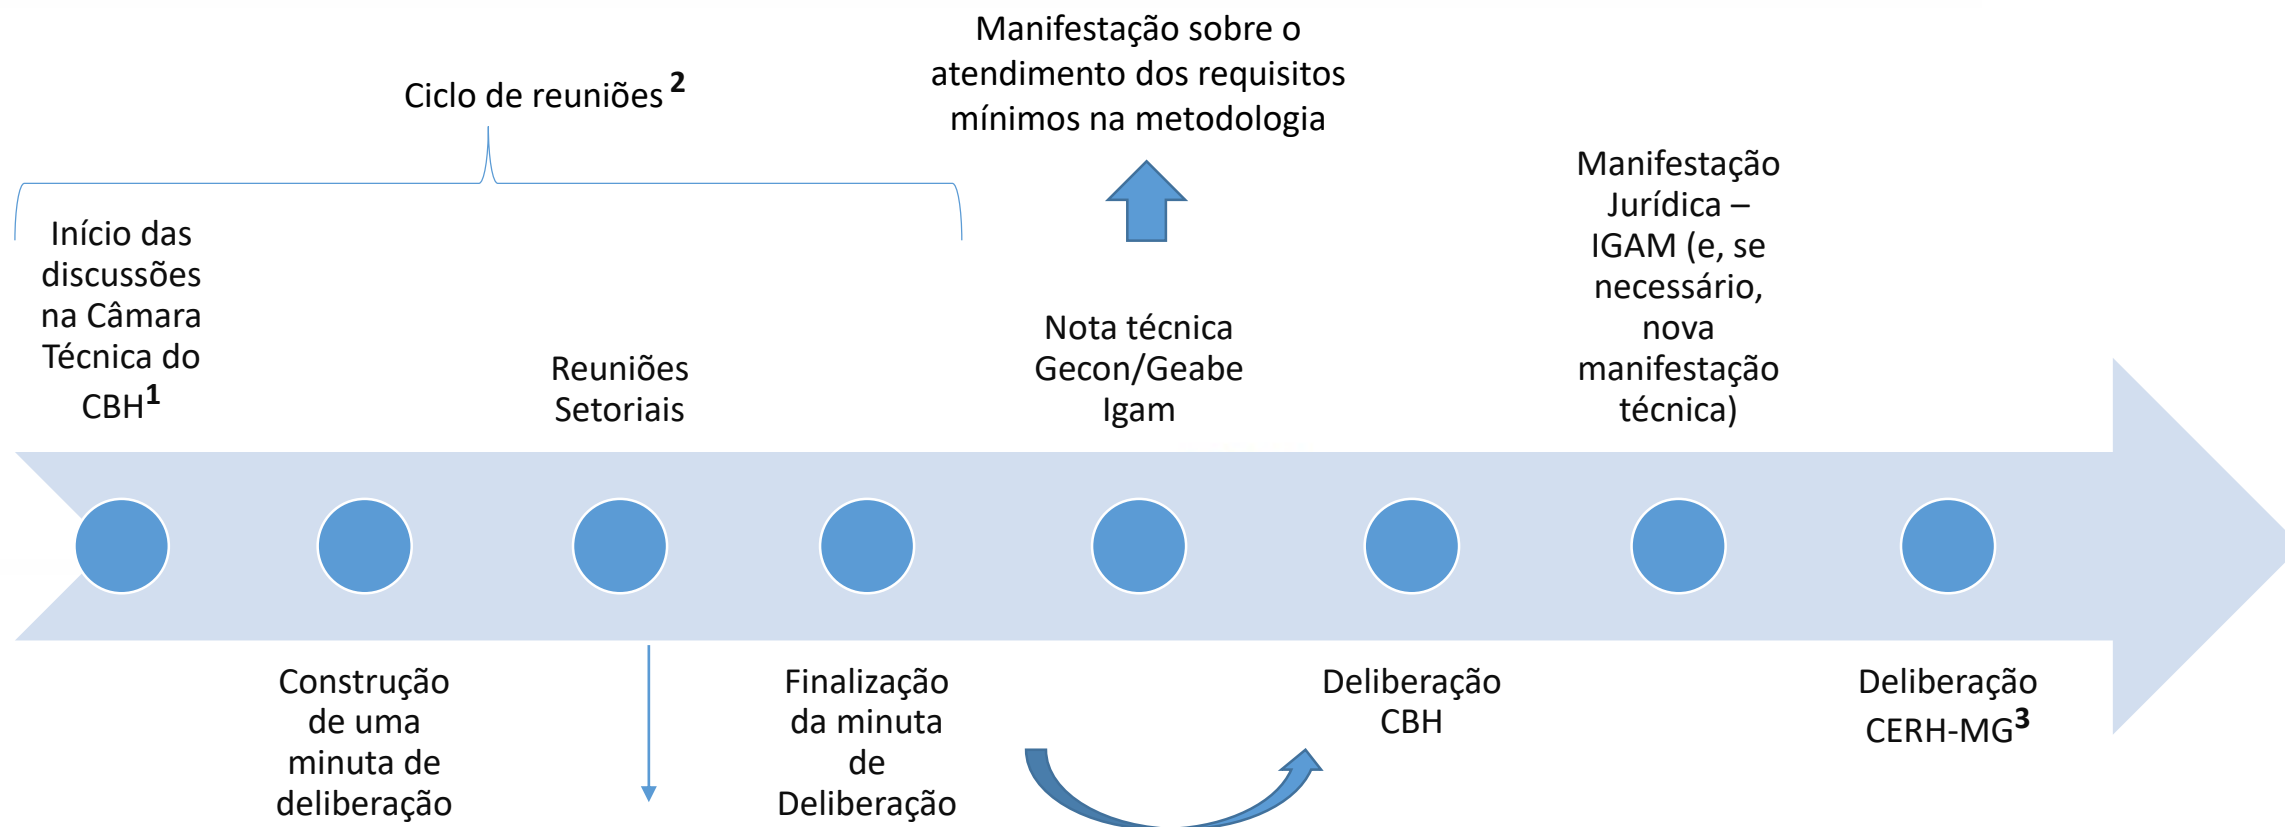 Ciclo de reuniões 2
Manifestação sobre o
atendimento dos requisitos
mínimos na metodologia
Início das
discussões
na Câmara
Técnica do
CBH1
Construção
de uma
minuta de
deliberação
Reuniões
Setoriais
Finalização
da minuta
de
Deliberação
Nota técnica
Gecon/Geabe
Igam
Deliberação
CBH
Manifestação
Jurídica –
IGAM (e, se
necessário,
nova
manifestação
técnica)
Deliberação
CERH-MG3